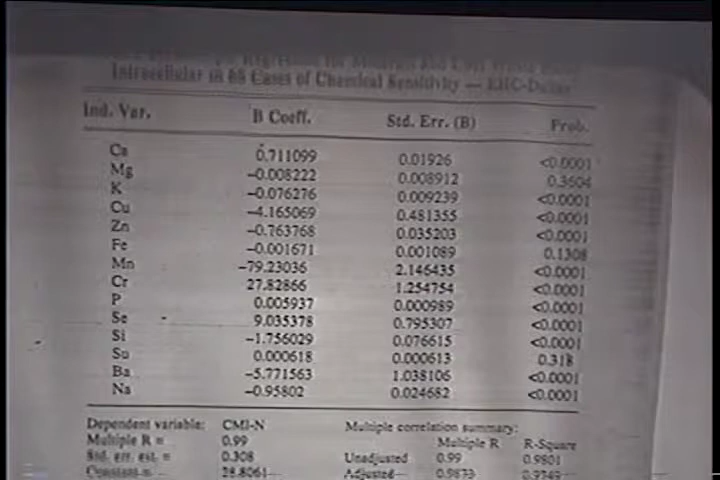 Regression for Minerals and
Intracellular in 65 Cases of Chemical Sensitivity — EHC-Dallas
Ind. Var. B Coeff. Std. Err. (B) Prob.
Ca 0.711099 0.01926 <0.0001
Mg -0.008222 0.008912 0.3604
K -0.076276 0.009239 <0.0001
Cu -4.165069 0.481355 <0.0001
Zn -0.763768 0.035203 <0.0001
Fe -0.001671 0.001089 0.1308
Mn -79.23036 2.146435 <0.0001
Cr 27.82866 1.254754 <0.0001
P 0.005937 0.000989 <0.0001
Se 9.035378 0.795307 <0.0001
Si -1.756029 0.076615 <0.0001
Su 0.000618 0.000613 0.318
Ba -5.771563 1.038106 <0.0001
Na -0.95802 0.024682 <0.0001
Dependent variable: CMI-N Multiple correlation summary:
Multiple R = 0.99 Multiple R R-Square
Std. err. est. = 0.308 Unadjusted 0.99 0.9801
Constant = 28.8061 Adjusted 0.9873